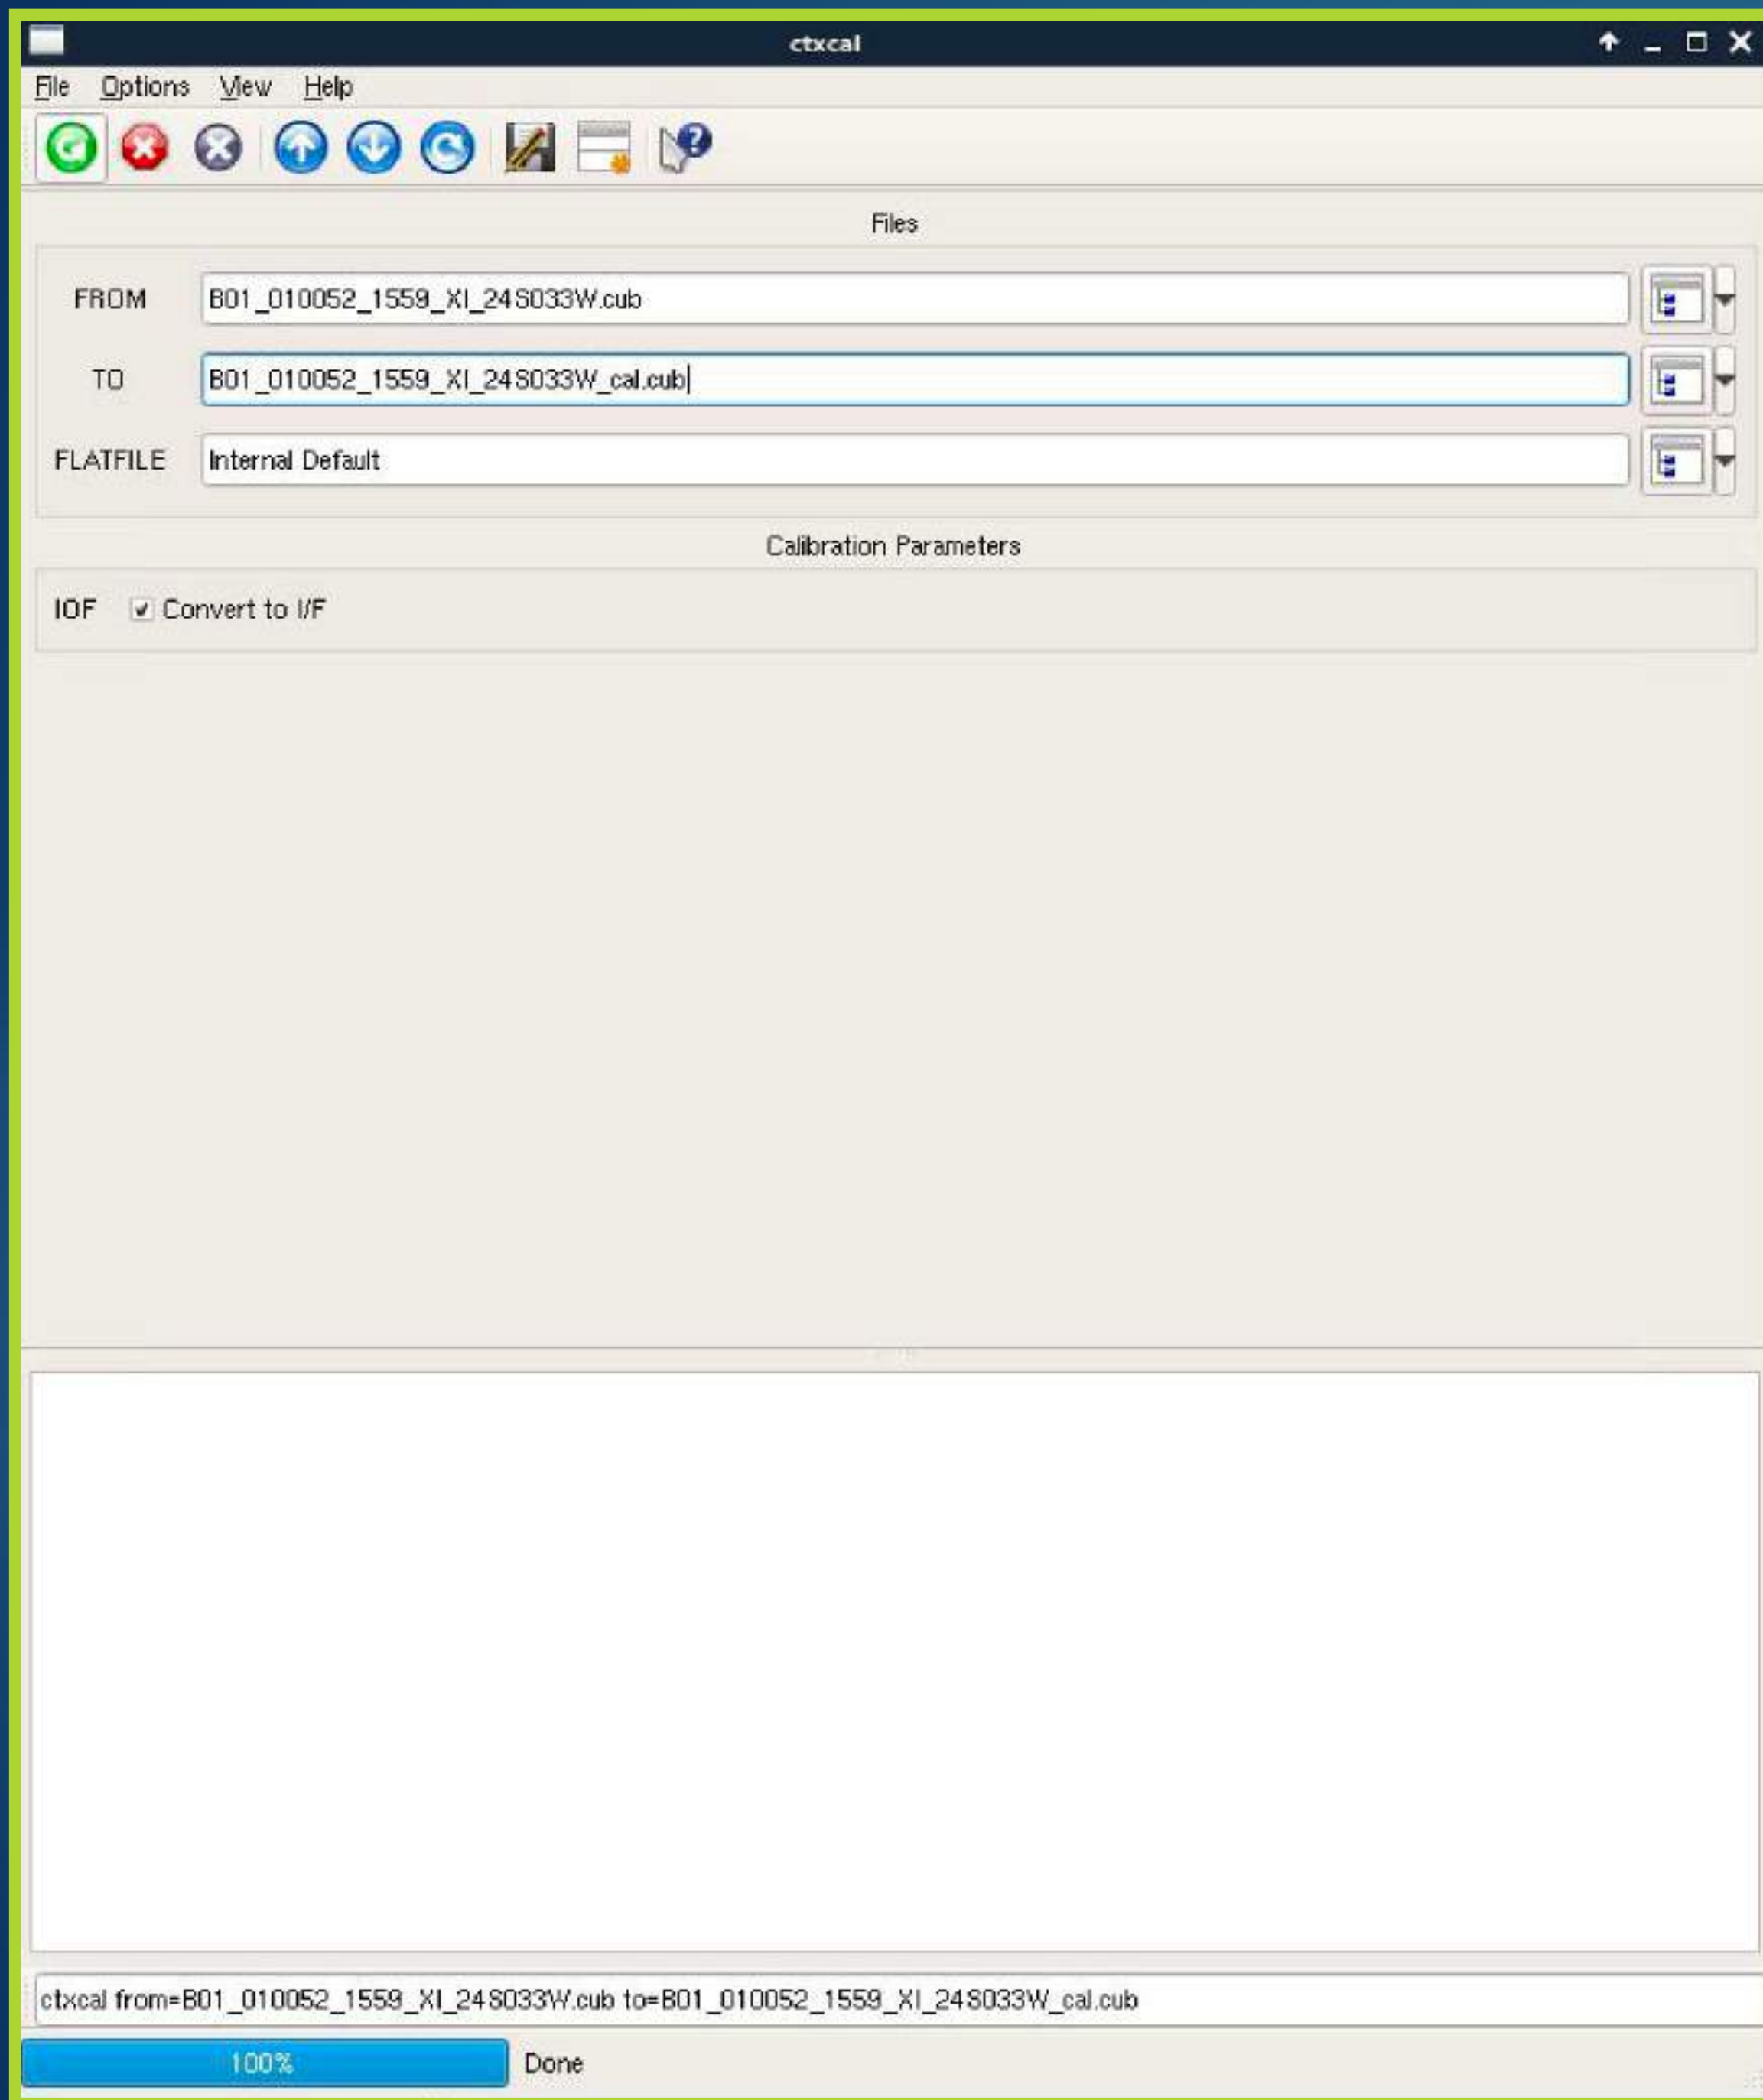 ctxcal
File Options View Help
Files
FROM B01_010052_1559_XI_24S033W.cub
TO B01_010052_1559_XI_24S033W_cal.cub
FLATFILE Internal Default
Calibration Parameters
IOF Convert to I/F
ctxcal from=B01_010052_1559_XI_24S033W.cub to=B01_010052_1559_XI_24S033W_cal.cub
100% Done